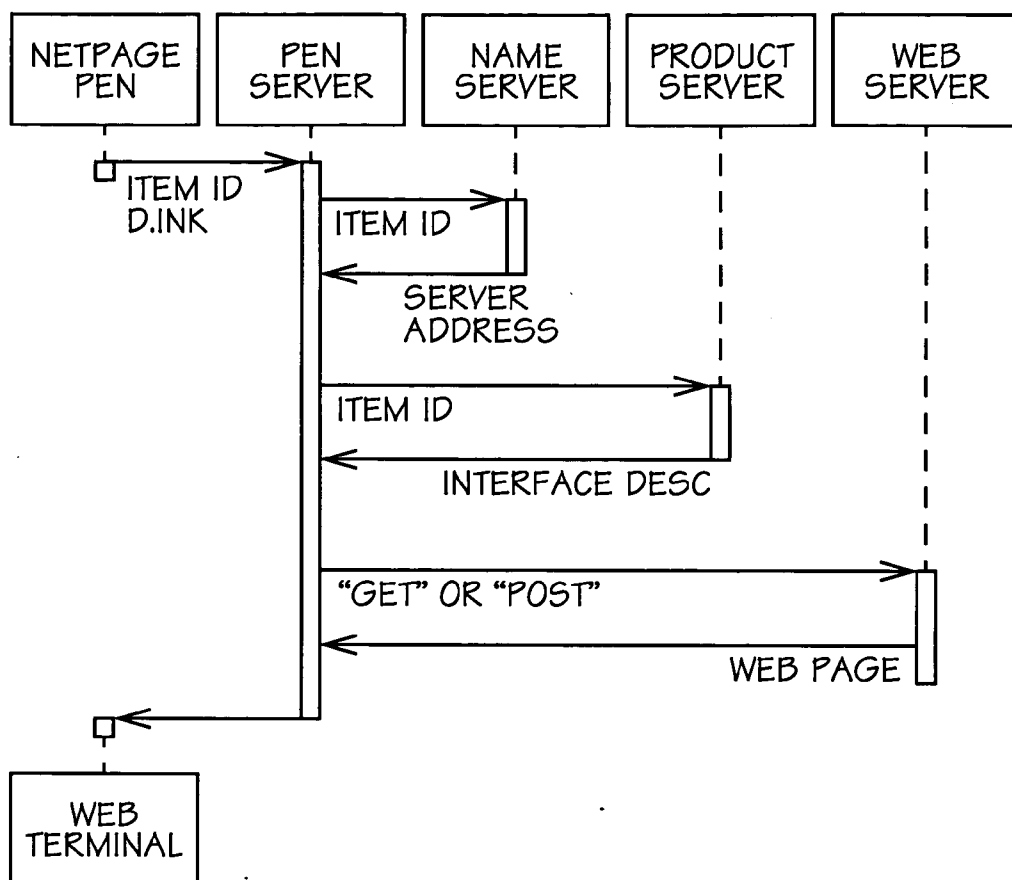 NETPAGE
PEN
PEN
SERVER
NAME
SERVER
PRODUCT
SERVER
WEB
SERVER
ITEM ID
D.INK
ITEM ID
SERVER
ADDRESS
ITEM ID
INTERFACE DESC
“GET” OR “POST”
WEB PAGE
WEB
TERMINAL